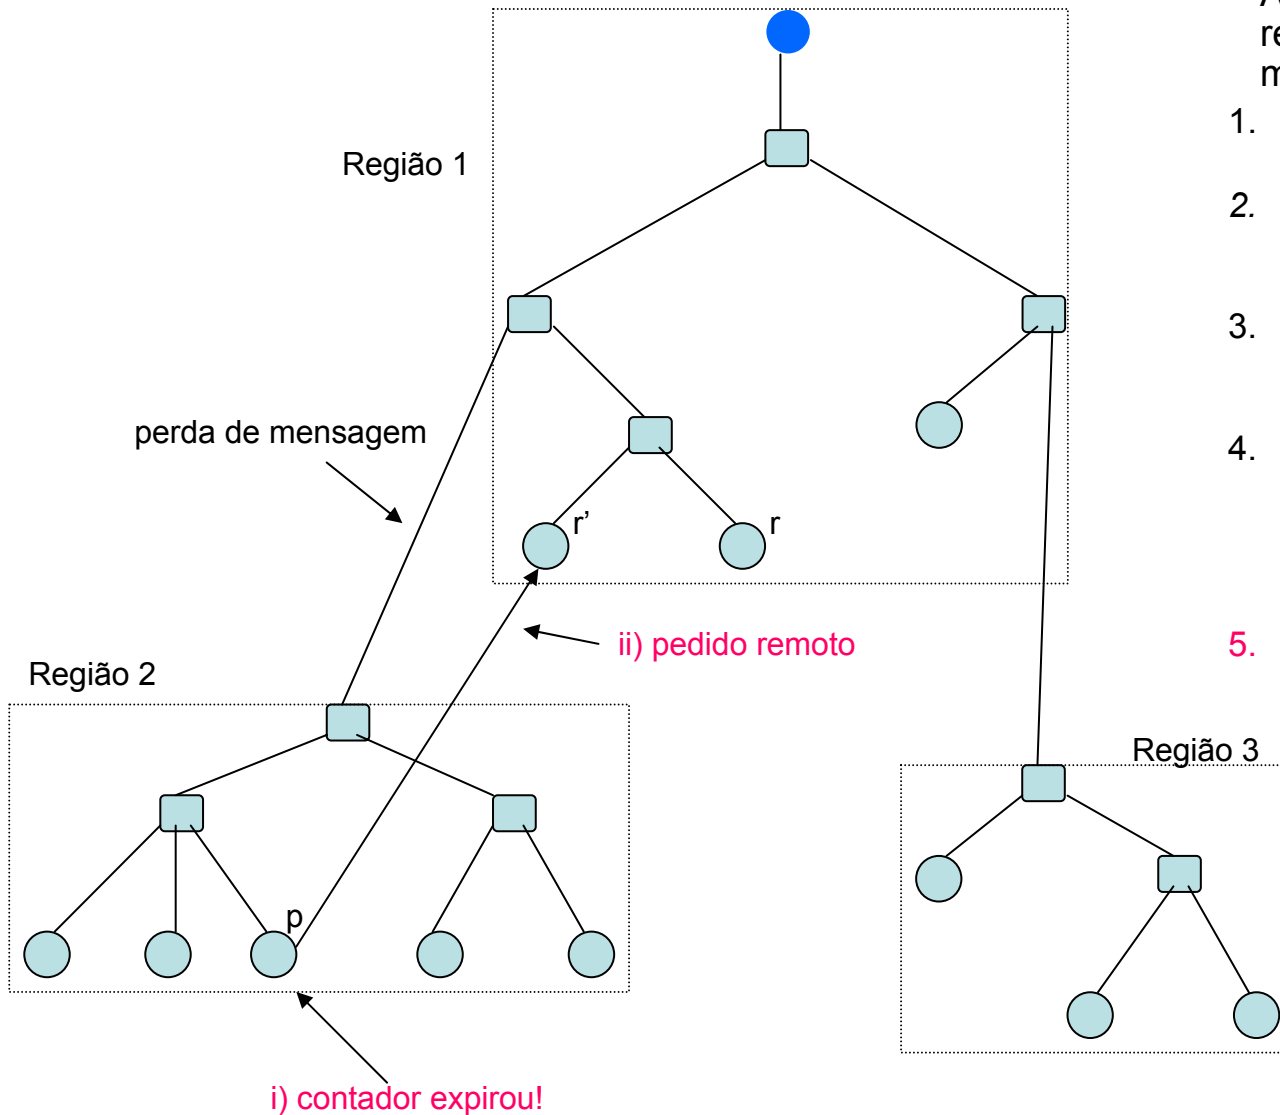 re
m
1.
Região 1
2.
3.
perda de mensagem
4.
r’
r
ii) pedido remoto
5.
Região 2
Região 3
p
i) contador expirou!